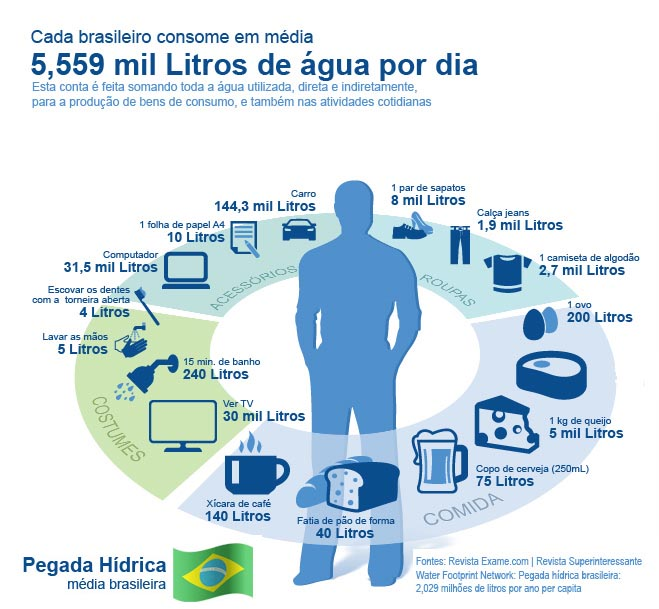 Cada brasileiro consome em média
5,559 mil Litros de água por dia
Esta conta é feita somando toda a água utilizada, direta e indiretamente,
para a produção de bens de consumo, e também nas atividades cotidianas
Carro
144,3 mil Litros
1 folha de papel A4
10 Litros
Computador
31,5 mil Litros
ACESSÓRIOS
1 par de sapatos
8 mil Litros
Calça jeans
1,9 mil Litros
1 camiseta de algodão
2,7 mil Litros
ROUPAS
Escovar os dentes
com a torneira aberta
4 Litros
Lavar as mãos
5 Litros
15 min. de banho
240 Litros
Ver TV
30 mil Litros
COSTUMES
1 ovo
200 Litros
1 kg de queijo
5 mil Litros
Copo de cerveja (250mL)
75 Litros
Fatia de pão de forma
40 Litros
Xícara de café
140 Litros
COMIDA
Pegada Hídrica
média brasileira
Fontes: Revista Exame.com | Revista Superinteressante
Water Footprint Network: Pegada hídrica brasileira:
2,029 milhões de litros por ano per capita